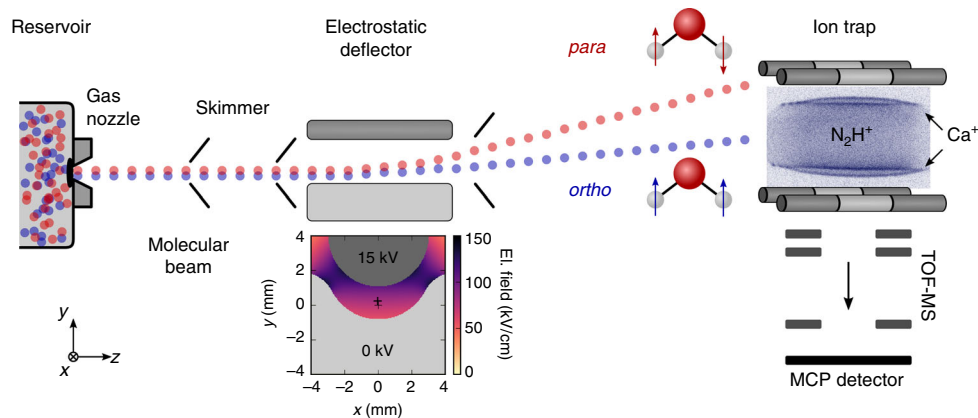 Reservoir
Electrostatic
deflector
para
Ion trap
Gas
nozzle
Skimmer
N₂H⁺
Ca⁺
ortho
Molecular
beam
15 kV
0 kV
4
2
0
−2
−4
y (mm)
−4 −2 0 2 4
x (mm)
150
100
50
0
El. field (kV/cm)
TOF-MS
MCP detector
y
x
z